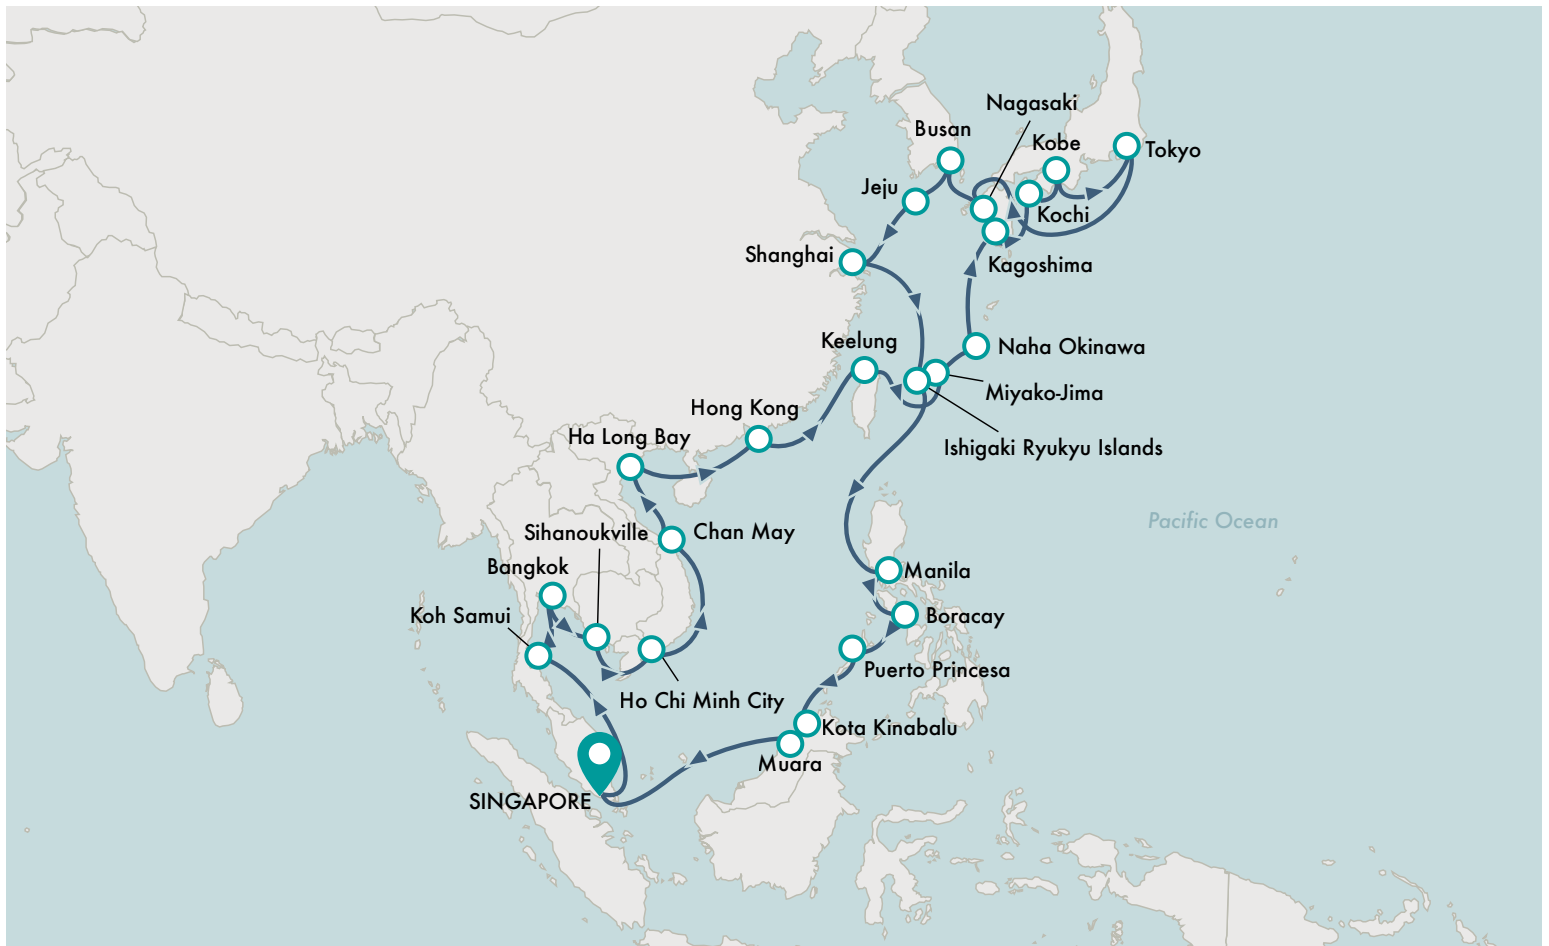 Nagasaki
Busan
Kobe
Tokyo
Jeju
Kochi
Shanghai
Kagoshima
Keelung
Naha Okinawa
Miyako-Jima
Hong Kong
Ha Long Bay
Ishigaki Ryukyu Islands
Pacific Ocean
Sihanoukville
Chan May
Bangkok
Manila
Koh Samui
Boracay
Puerto Princesa
Ho Chi Minh City
Kota Kinabalu
Muara
SINGAPORE